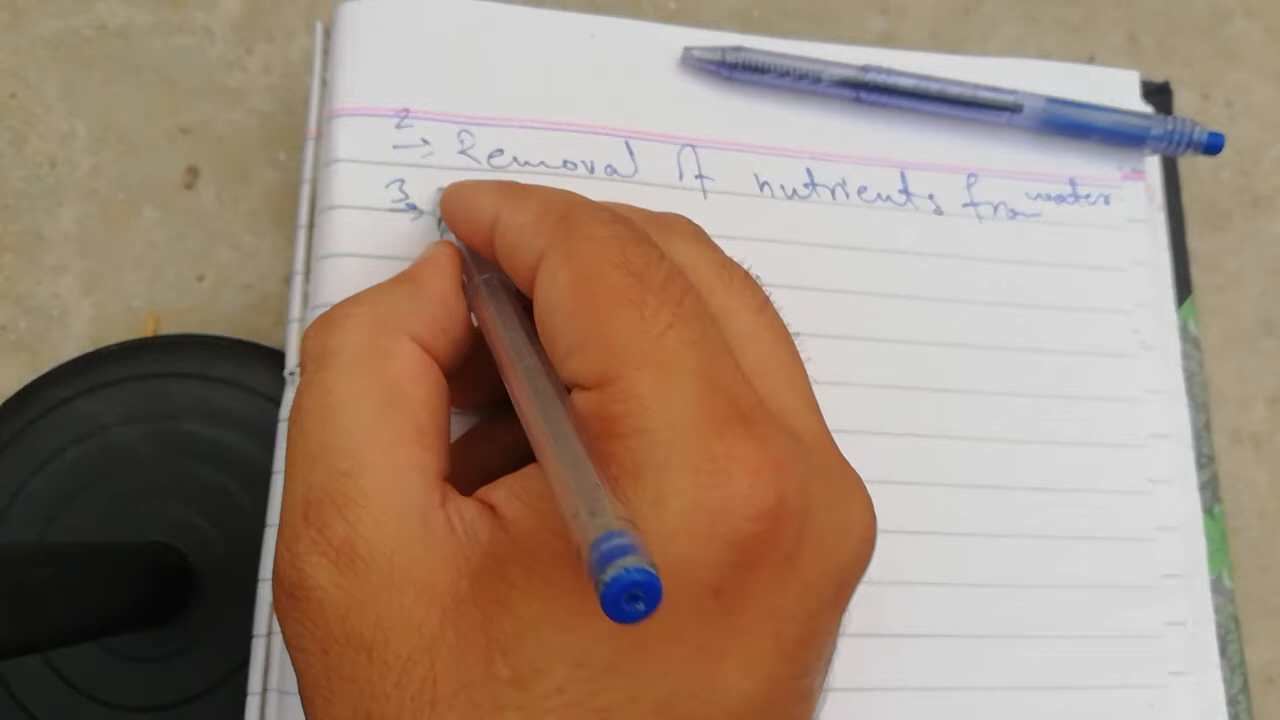 2 → Removal of nutrients from water
3 →